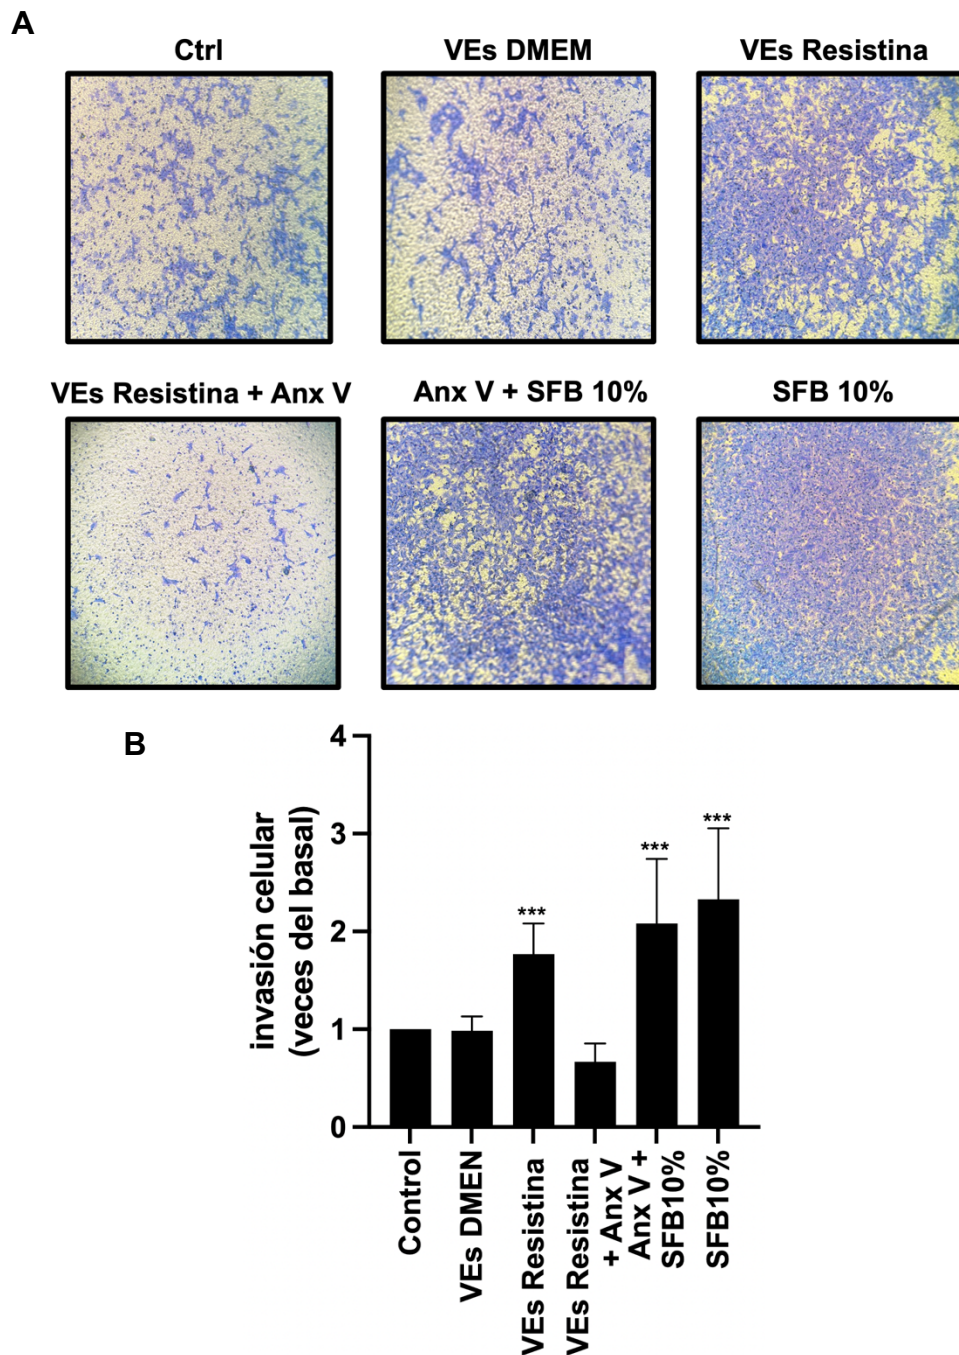 A
Ctrl
VEs DMEM
VEs Resistina
VEs Resistina + Anx V
Anx V + SFB 10%
SFB 10%
B
invasión celular
(veces del basal)
4
3
2
1
0
***
***
***
Control
VEs DMEN
VEs Resistina
VEs Resistina
+ Anx V
Anx V +
SFB10%
SFB10%